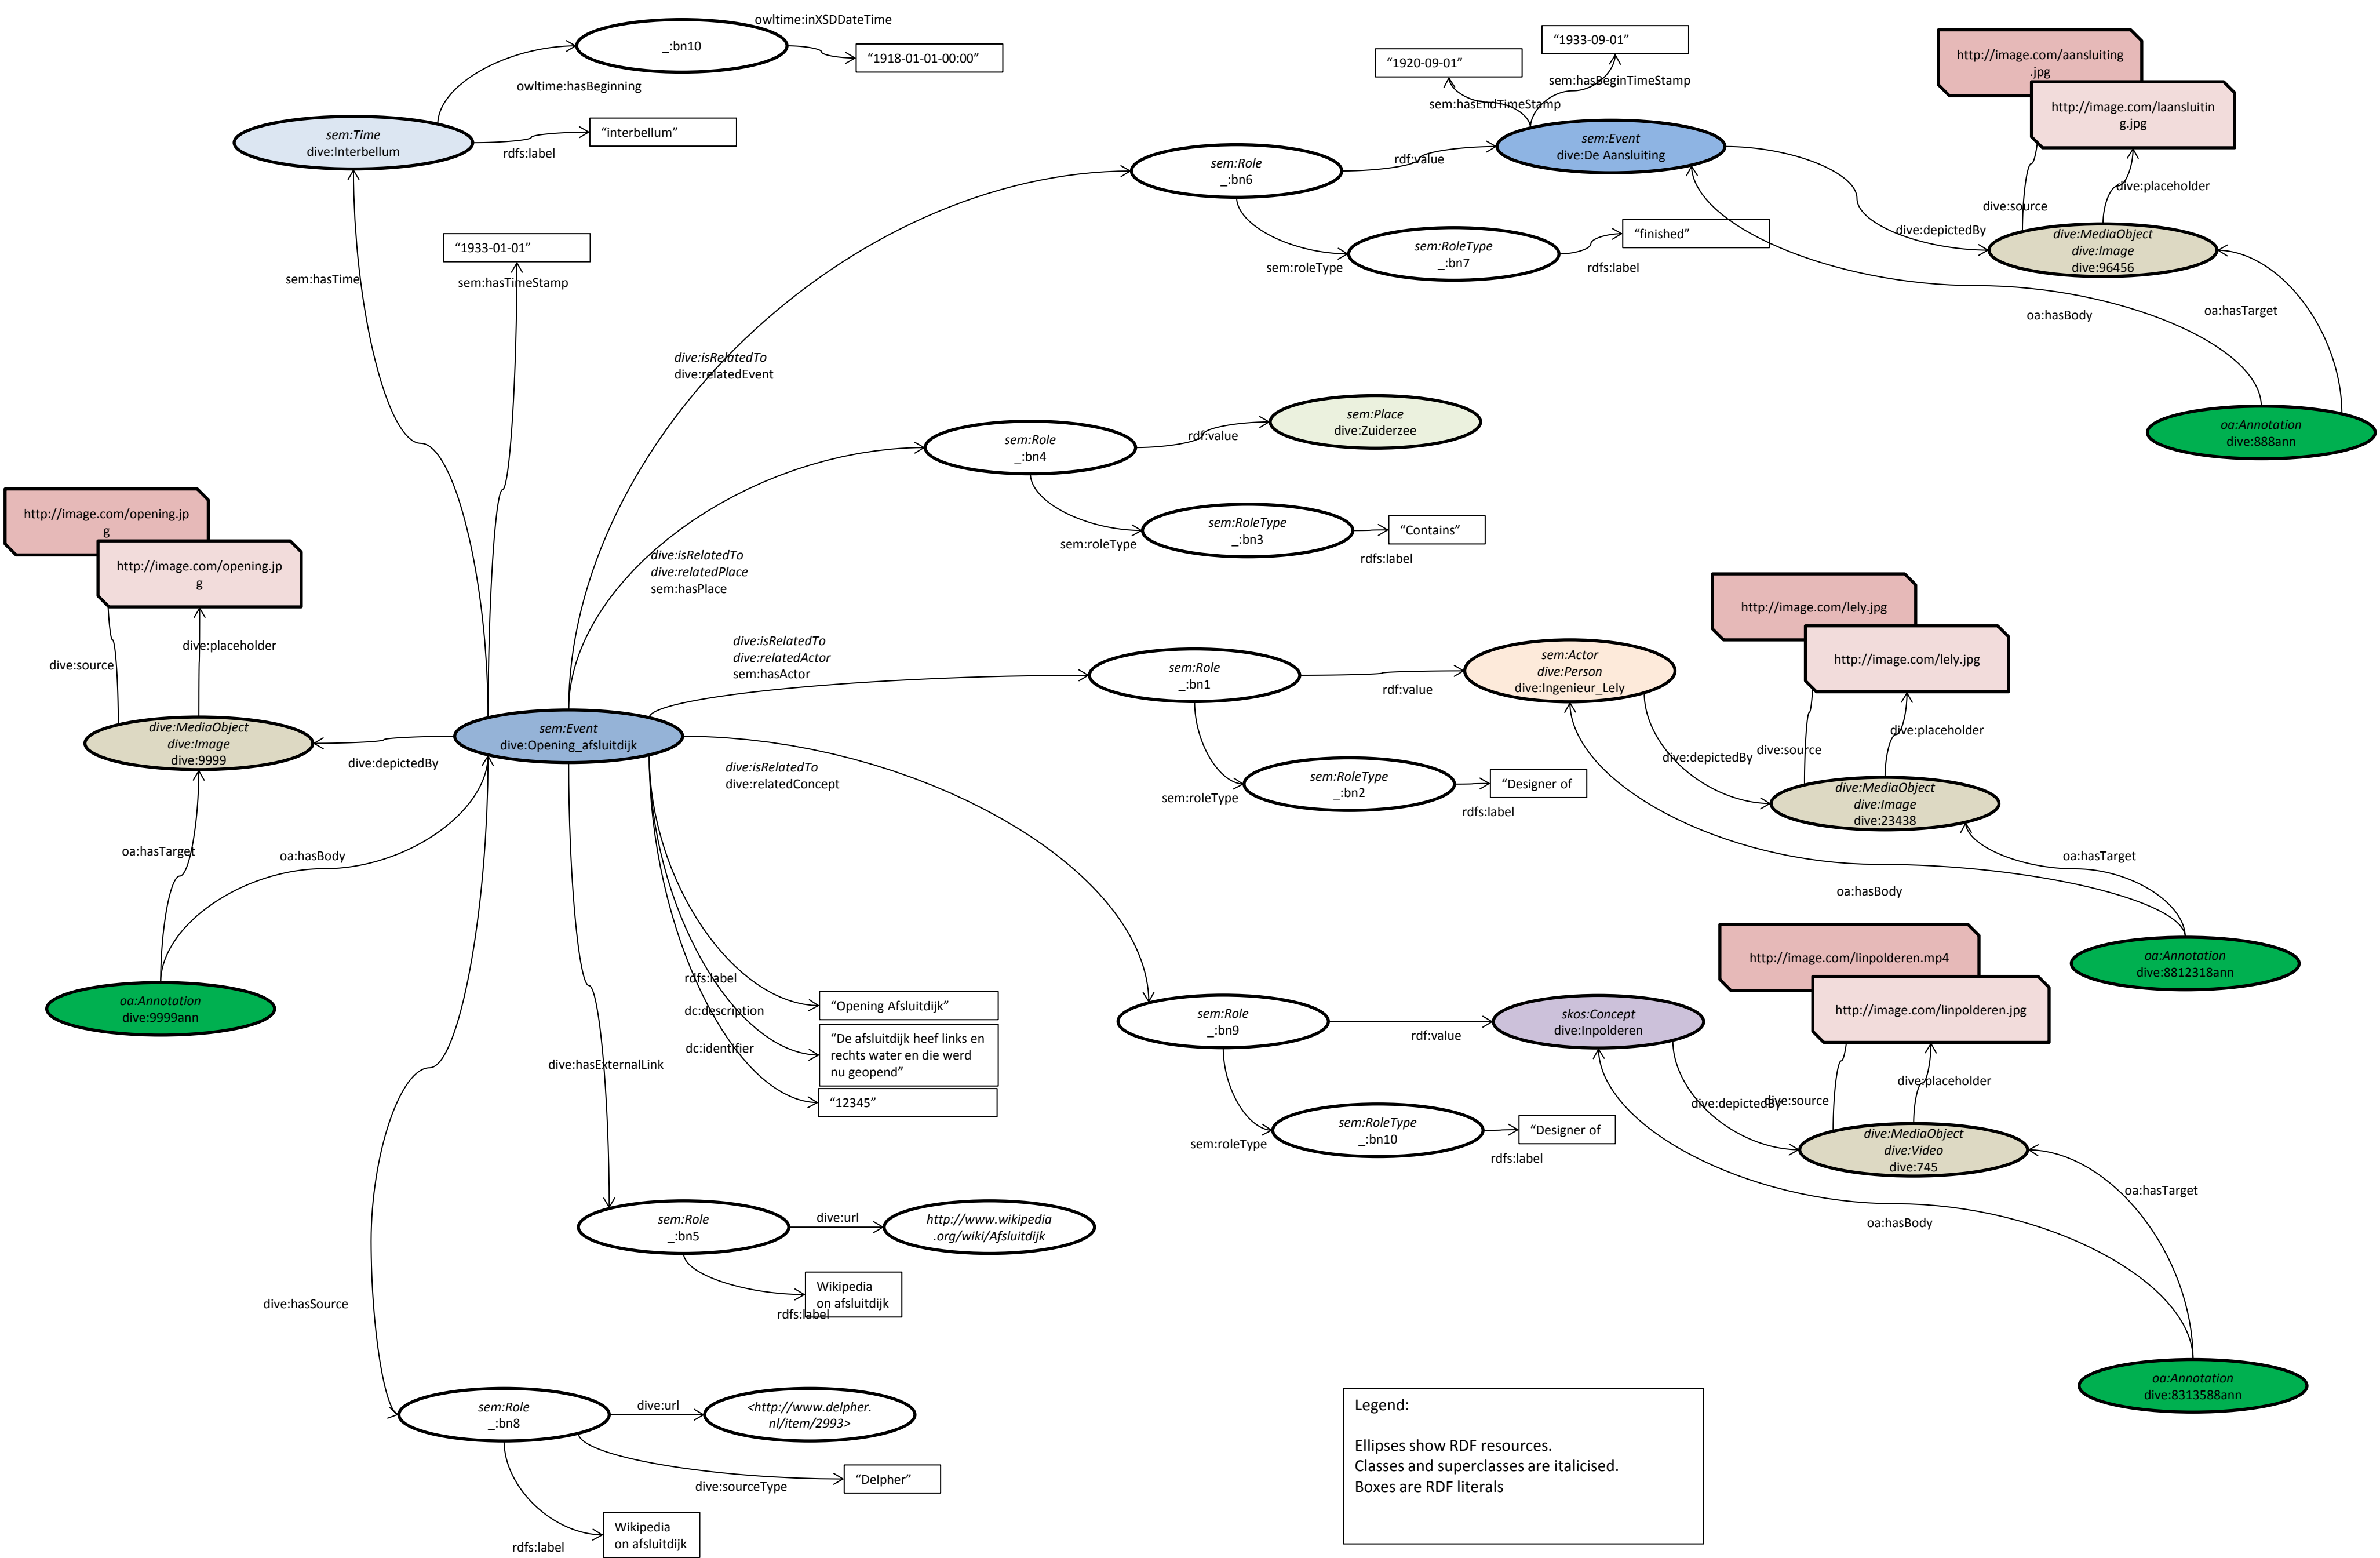 owltime:inXSDDateTime
_:bn10
“1918-01-01-00:00”
owltime:hasBeginning
sem:Time
dive:Interbellum
“interbellum”
rdfs:label
sem:hasTime
“1933-01-01”
sem:hasTimeStamp
“1920-09-01”
“1933-09-01”
sem:hasBeginTimeStamp
sem:hasEndTimeStamp
sem:Event
dive:De Aansluiting
sem:Role
_:bn6
rdf:value
sem:RoleType
_:bn7
sem:roleType
“finished”
rdfs:label
http://image.com/aansluiting
.jpg
http://image.com/laansluitin
g.jpg
dive:placeholder
dive:source
dive:depictedBy
dive:MediaObject
dive:Image
dive:96456
oa:hasBody
oa:hasTarget
oa:Annotation
dive:888ann
dive:isRelatedTo
dive:relatedEvent
sem:Role
_:bn4
rdf:value
sem:Place
dive:Zuiderzee
sem:RoleType
_:bn3
sem:roleType
“Contains”
rdfs:label
dive:isRelatedTo
dive:relatedPlace
sem:hasPlace
http://image.com/opening.jp
g
http://image.com/opening.jp
g
dive:placeholder
dive:source
dive:MediaObject
dive:Image
dive:9999
dive:depictedBy
sem:Event
dive:Opening_afsluitdijk
oa:hasTarget
oa:hasBody
oa:Annotation
dive:9999ann
dive:isRelatedTo
dive:relatedActor
sem:hasActor
sem:Role
_:bn1
rdf:value
sem:Actor
dive:Person
dive:Ingenieur_Lely
sem:RoleType
_:bn2
sem:roleType
“Designer of
rdfs:label
http://image.com/lely.jpg
http://image.com/lely.jpg
dive:placeholder
dive:source
dive:depictedBy
dive:MediaObject
dive:Image
dive:23438
oa:hasTarget
oa:hasBody
oa:Annotation
dive:8812318ann
dive:isRelatedTo
dive:relatedConcept
rdfs:label
“Opening Afsluitdijk”
dc:description
“De afsluitdijk heef links en
rechts water en die werd
nu geopend”
dc:identifier
“12345”
dive:hasExternalLink
sem:Role
_:bn9
rdf:value
skos:Concept
dive:Inpolderen
sem:RoleType
_:bn10
sem:roleType
“Designer of
rdfs:label
http://image.com/linpolderen.mp4
http://image.com/linpolderen.jpg
dive:placeholder
dive:source
dive:depictedBy
dive:MediaObject
dive:Video
dive:745
oa:hasTarget
oa:hasBody
oa:Annotation
dive:8313588ann
sem:Role
_:bn5
dive:url
http://www.wikipedia
.org/wiki/Afsluitdijk
Wikipedia
on afsluitdijk
rdfs:label
dive:hasSource
sem:Role
_:bn8
dive:url
<http://www.delpher.
nl/item/2993>
“Delpher”
dive:sourceType
Wikipedia
on afsluitdijk
rdfs:label
Legend:
Ellipses show RDF resources.
Classes and superclasses are italicised.
Boxes are RDF literals